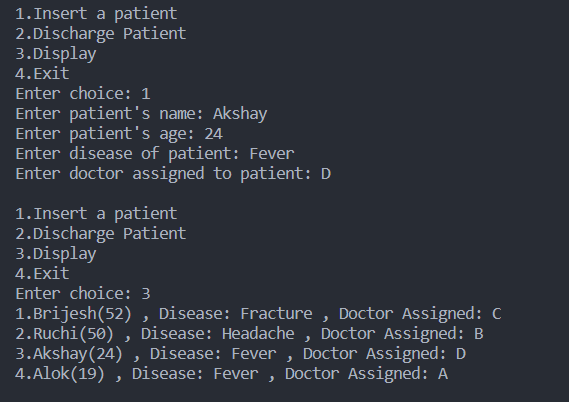 1.Insert a patient
2.Discharge Patient
3.Display
4.Exit
Enter choice: 1
Enter patient's name: Akshay
Enter patient's age: 24
Enter disease of patient: Fever
Enter doctor assigned to patient: D
1.Insert a patient
2.Discharge Patient
3.Display
4.Exit
Enter choice: 3
1.Brijesh(52) , Disease: Fracture , Doctor Assigned: C
2.Ruchi(50) , Disease: Headache , Doctor Assigned: B
3.Akshay(24) , Disease: Fever , Doctor Assigned: D
4.Alok(19) , Disease: Fever , Doctor Assigned: A